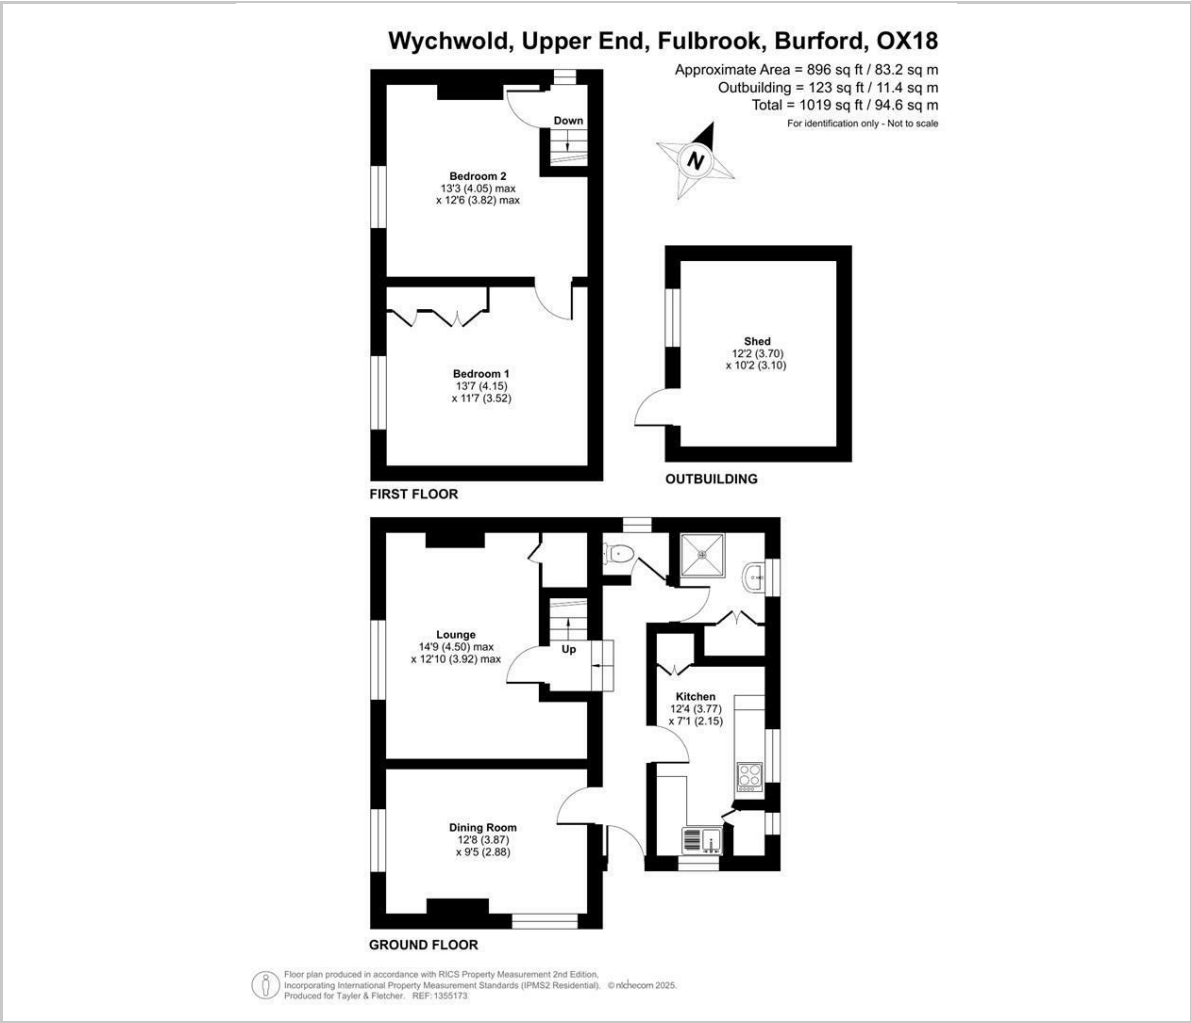 Wychwold, Upper End, Fulbrook, Burford, OX18
Approximate Area = 896 sq ft / 83.2 sq m
Outbuilding = 123 sq ft / 11.4 sq m
Total = 1019 sq ft / 94.6 sq m
For identification only - Not to scale
N
Down
Bedroom 2
13'3 (4.05) max
x 12'6 (3.82) max
Bedroom 1
13'7 (4.15)
x 11'7 (3.52)
FIRST FLOOR
Shed
12'2 (3.70)
x 10'2 (3.10)
OUTBUILDING
Lounge
14'9 (4.50) max
x 12'10 (3.92) max
Up
Kitchen
12'4 (3.77)
x 7'1 (2.15)
Dining Room
12'8 (3.87)
x 9'5 (2.88)
GROUND FLOOR
Floor plan produced in accordance with RICS Property Measurement 2nd Edition,
Incorporating International Property Measurement Standards (IPMS2 Residential). © nichecom 2025.
Produced for Tayler & Fletcher. REF: 1355173